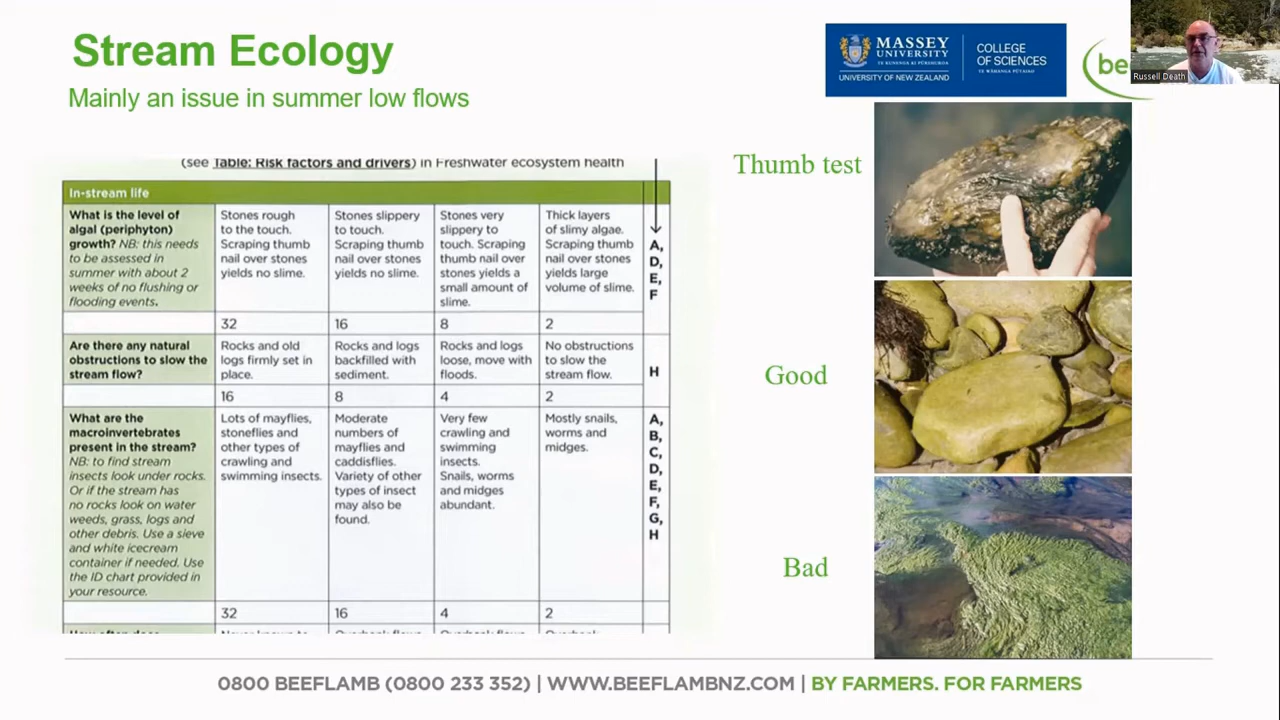 Stream Ecology
Mainly an issue in summer low flows
MASSEY
UNIVERSITY
TE KUNENGA KI PŪREHUROA
UNIVERSITY OF NEW ZEALAND
COLLEGE
OF SCIENCES
TE WĀHANGA PŪTAIAO
be
Russell Death
(see Table: Risk factors and drivers) in Freshwater ecosystem health
In-stream life
What is the level of
algal (periphyton)
growth? NB: this needs
to be assessed in
summer with about 2
weeks of no flushing or
flooding events.
Stones rough
to the touch.
Scraping thumb
nail over stones
yields no slime.
Stones slippery
to touch.
Scraping thumb
nail over stones
yields no slime.
Stones very
slippery to
touch. Scraping
thumb nail over
stones yields a
small amount of
slime.
Thick layers
of slimy algae.
Scraping thumb
nail over stones
yields large
volume of slime.
A,
D,
E,
F
32
16
8
2
Are there any natural
obstructions to slow the
stream flow?
Rocks and old
logs firmly set in
place.
Rocks and logs
backfilled with
sediment.
Rocks and logs
loose, move with
floods.
No obstructions
to slow the
stream flow.
H
16
8
4
2
What are the
macroinvertebrates
present in the stream?
NB: to find stream
insects look under rocks.
Or if the stream has
no rocks look on water
weeds, grass, logs and
other debris. Use a sieve
and white icecream
container if needed. Use
the ID chart provided in
your resource.
Lots of mayflies,
stoneflies and
other types of
crawling and
swimming insects.
Moderate
numbers of
mayflies and
caddisflies.
Variety of other
types of insect
may also be
found.
Very few
crawling and
swimming
insects.
Snails, worms
and midges
abundant.
Mostly snails,
worms and
midges.
A,
B,
C,
D,
E,
F,
G,
H
32
16
4
2
Thumb test
Good
Bad
0800 BEEFLAMB (0800 233 352) | WWW.BEEFLAMBNZ.COM | BY FARMERS. FOR FARMERS